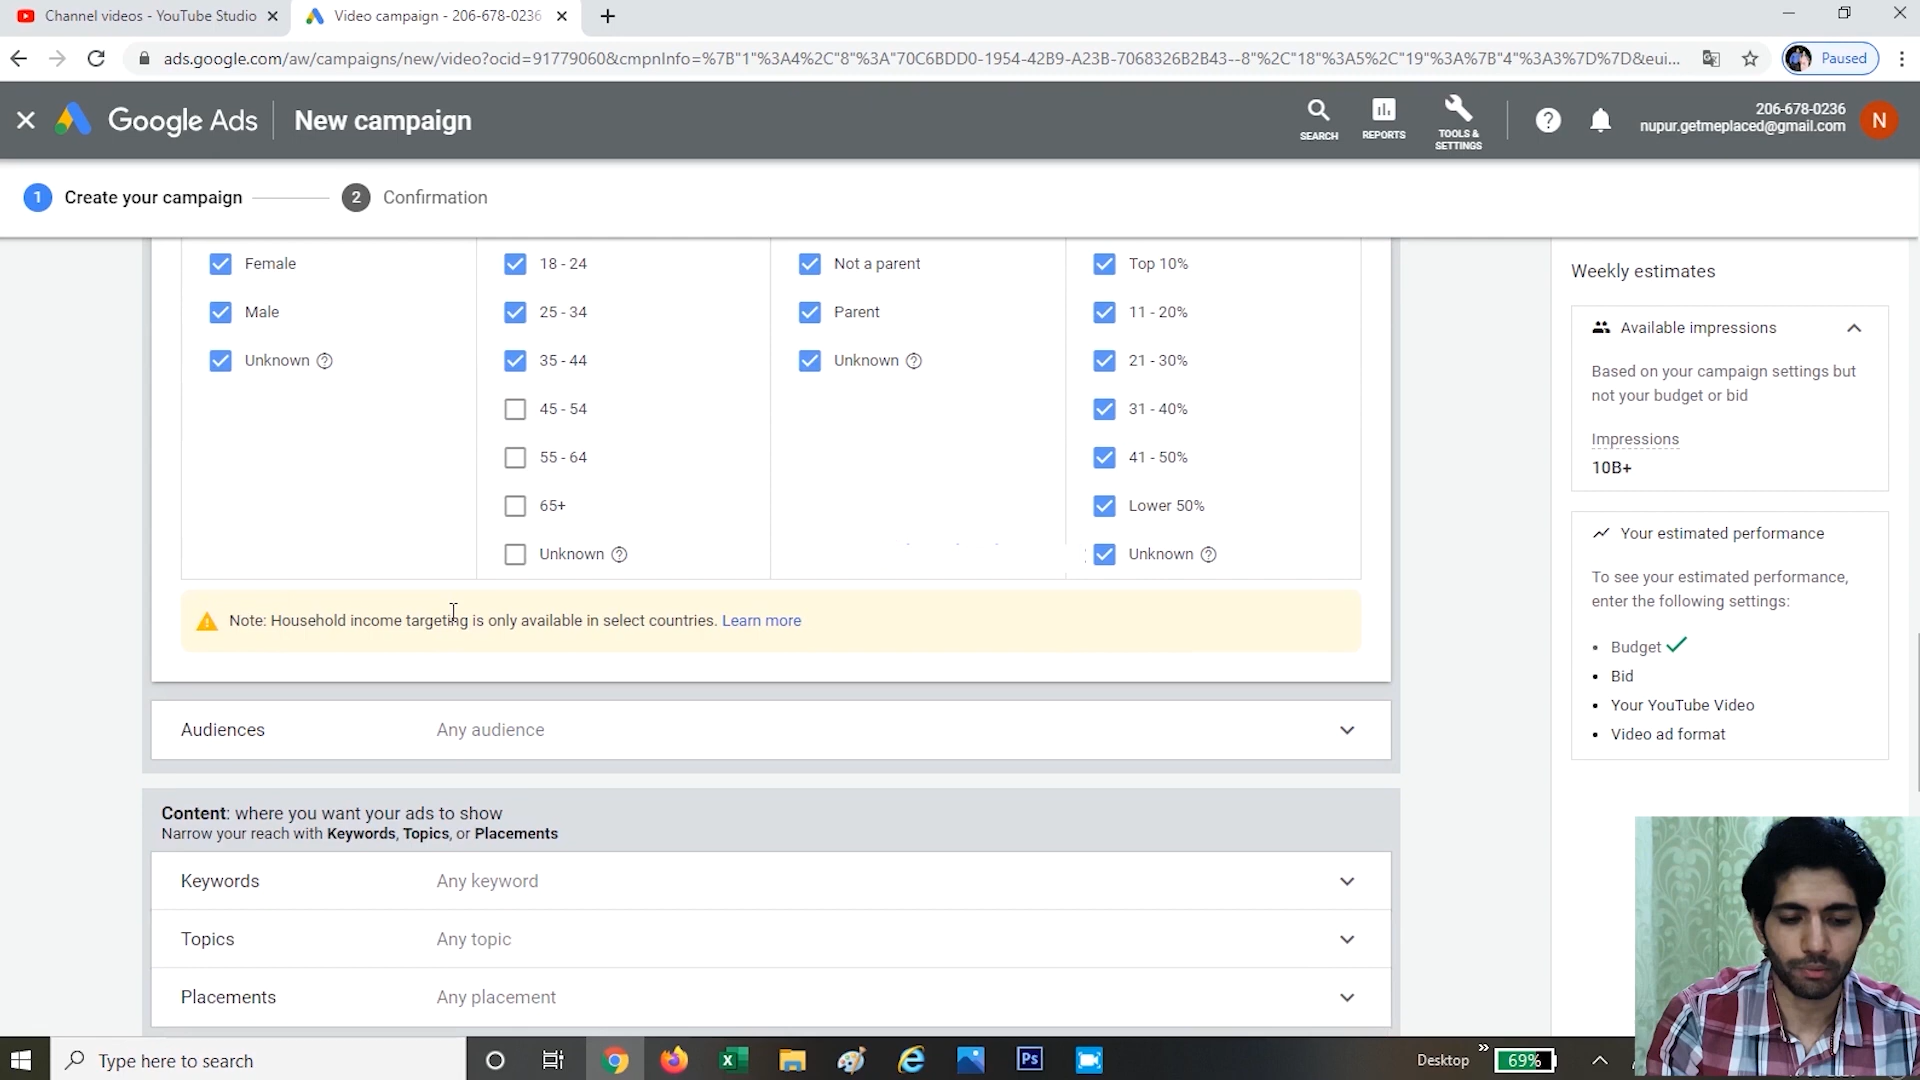 Channel videos - YouTube Studio
Video campaign - 206-678-0236
ads.google.com/aw/campaigns/new/video?ocid=91779060&cmpnInfo=%7B"1"%3A4%2C"8"%3A"70C6BDD0-1954-42B9-A23B-7068326B2B43--8"%2C"18"%3A5%2C"19"%3A%7B"4"%3A3%7D%7D&eui...
Paused
Google Ads
New campaign
SEARCH
REPORTS
TOOLS &
SETTINGS
206-678-0236
nupur.getmeplaced@gmail.com
N
1 Create your campaign
2 Confirmation
Female
Male
Unknown
18 - 24
25 - 34
35 - 44
45 - 54
55 - 64
65+
Unknown
Not a parent
Parent
Unknown
Top 10%
11 - 20%
21 - 30%
31 - 40%
41 - 50%
Lower 50%
Unknown
Note: Household income targeting is only available in select countries. Learn more
Audiences Any audience
Content: where you want your ads to show
Narrow your reach with Keywords, Topics, or Placements
Keywords Any keyword
Topics Any topic
Placements Any placement
Weekly estimates
Available impressions
Based on your campaign settings but
not your budget or bid
Impressions
10B+
Your estimated performance
To see your estimated performance,
enter the following settings:
• Budget
• Bid
• Your YouTube Video
• Video ad format
Type here to search
Ps
Desktop
69%